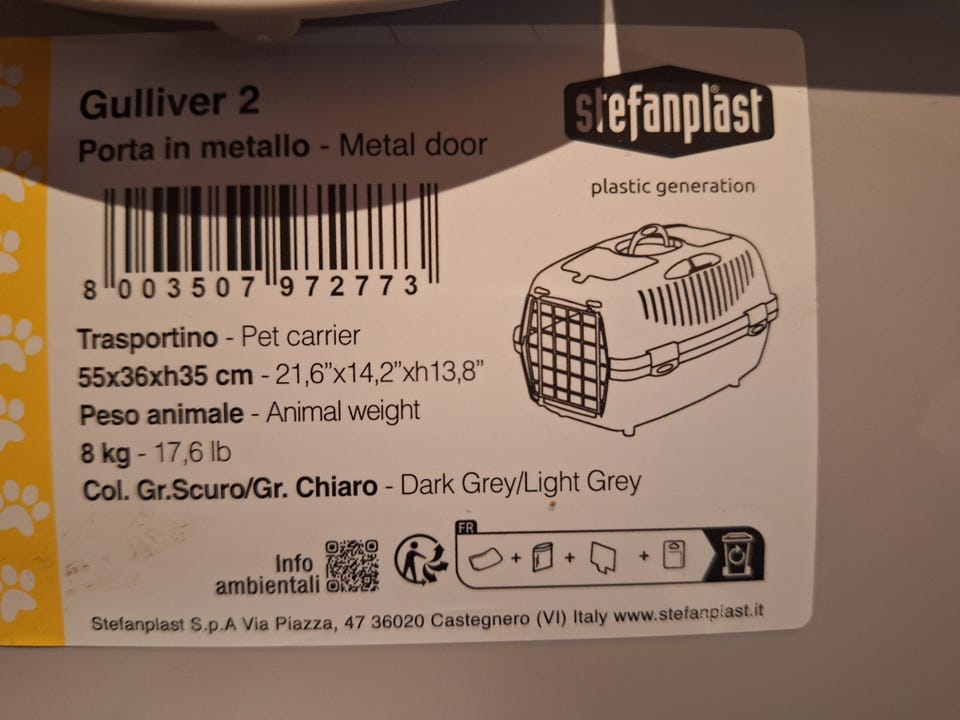 Gulliver 2
Porta in metallo - Metal door
stefanplast®
plastic generation
8 003507 972773
Trasportino - Pet carrier
55x36xh35 cm - 21,6”x14,2”xh13,8”
Peso animale - Animal weight
8 kg - 17,6 lb
Col. Gr.Scuro/Gr. Chiaro - Dark Grey/Light Grey
Info
ambientali
FR
+ + +
Stefanplast S.p.A Via Piazza, 47 36020 Castegnero (VI) Italy www.stefanplast.it